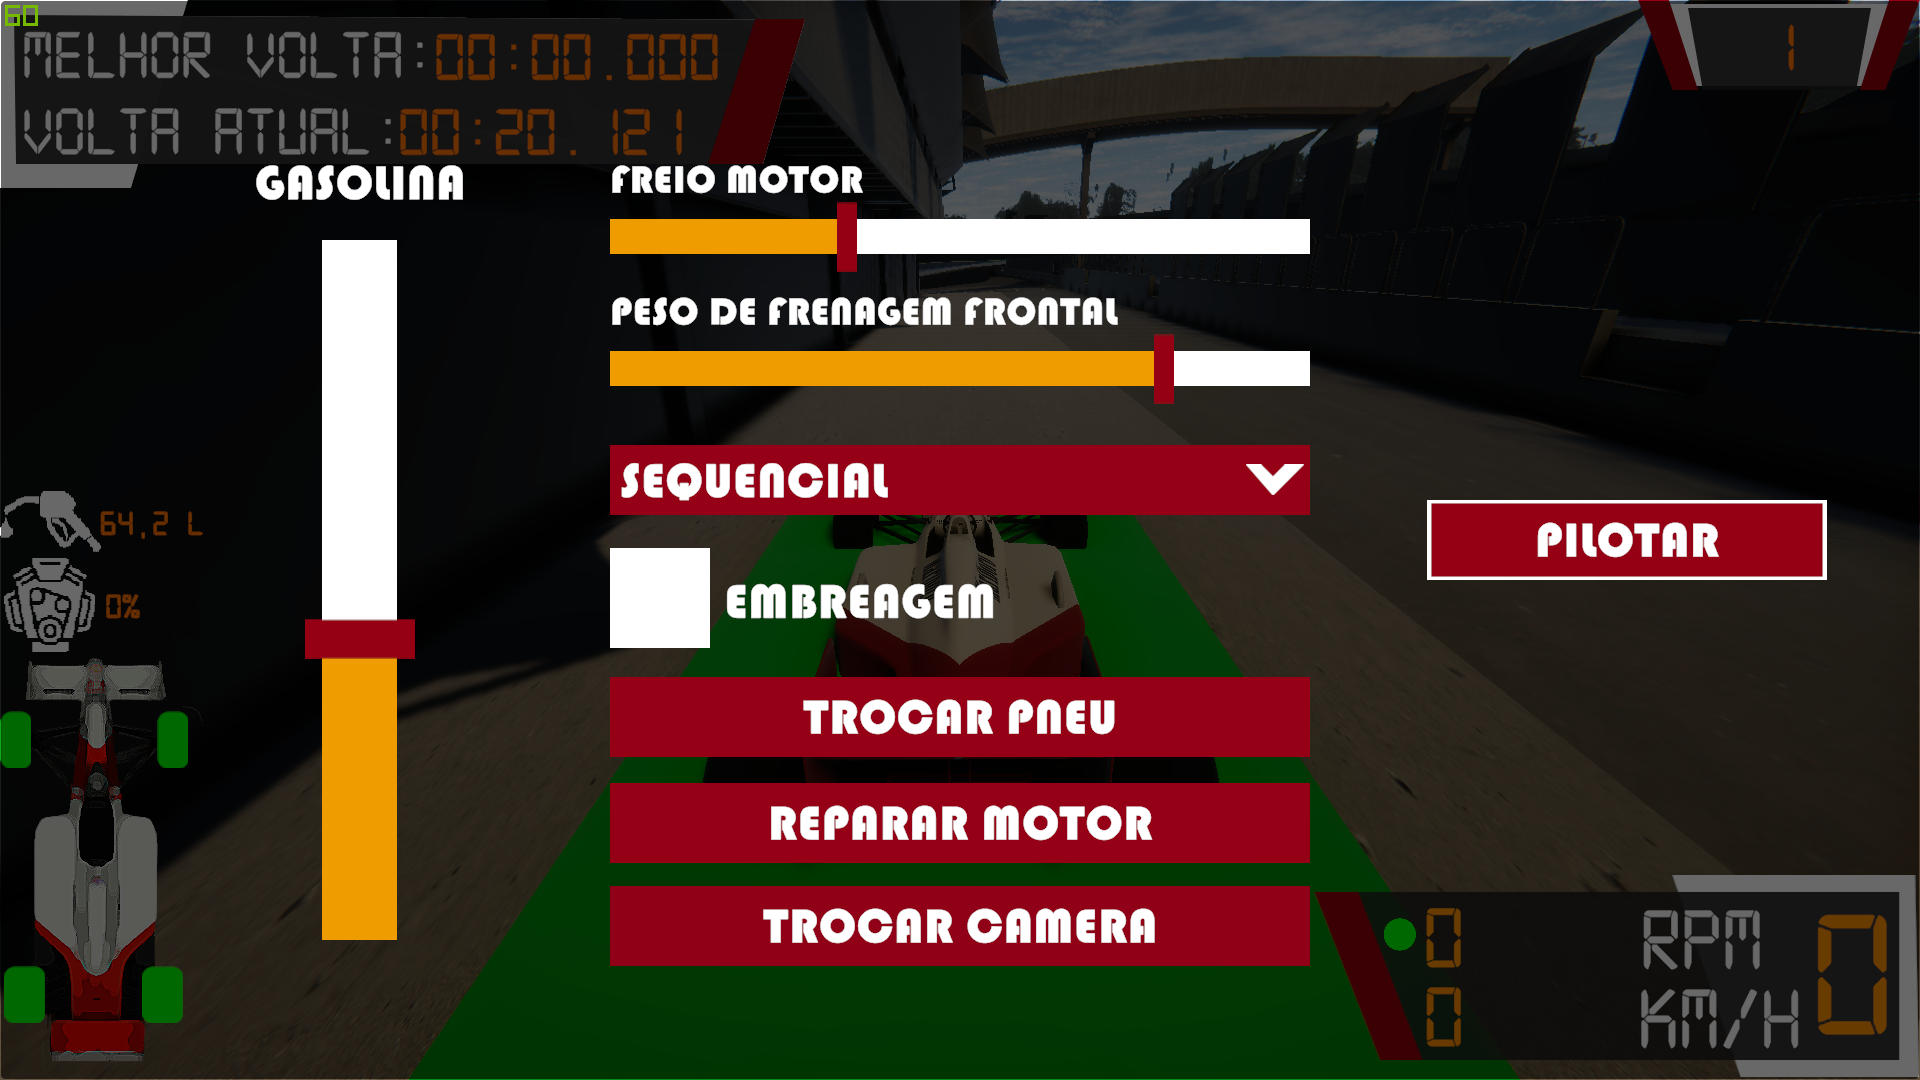 60
MELHOR VOLTA:00:00.000
VOLTA ATUAL:00:20.121
1
GASOLINA
FREIO MOTOR
PESO DE FRENAGEM FRONTAL
SEQUENCIAL
64,2 L
PILOTAR
EMBREAGEM
0%
TROCAR PNEU
REPARAR MOTOR
TROCAR CAMERA
0 RPM
0 KM/H
0